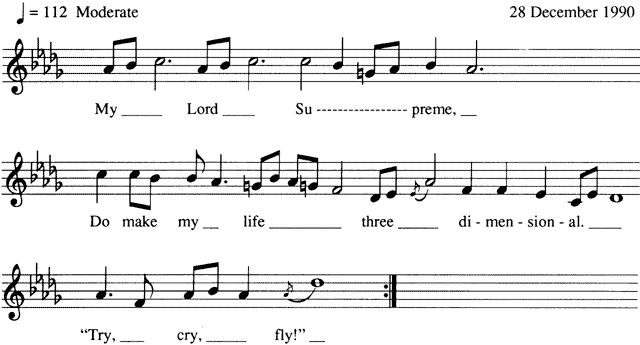 ♩ = 112 Moderate 28 December 1990
My _____ Lord ____ Su ----------------- preme, __
Do make my __ life _________ three _____ di - men - sion - al. ____
“Try, ___ cry, _____ fly!” __